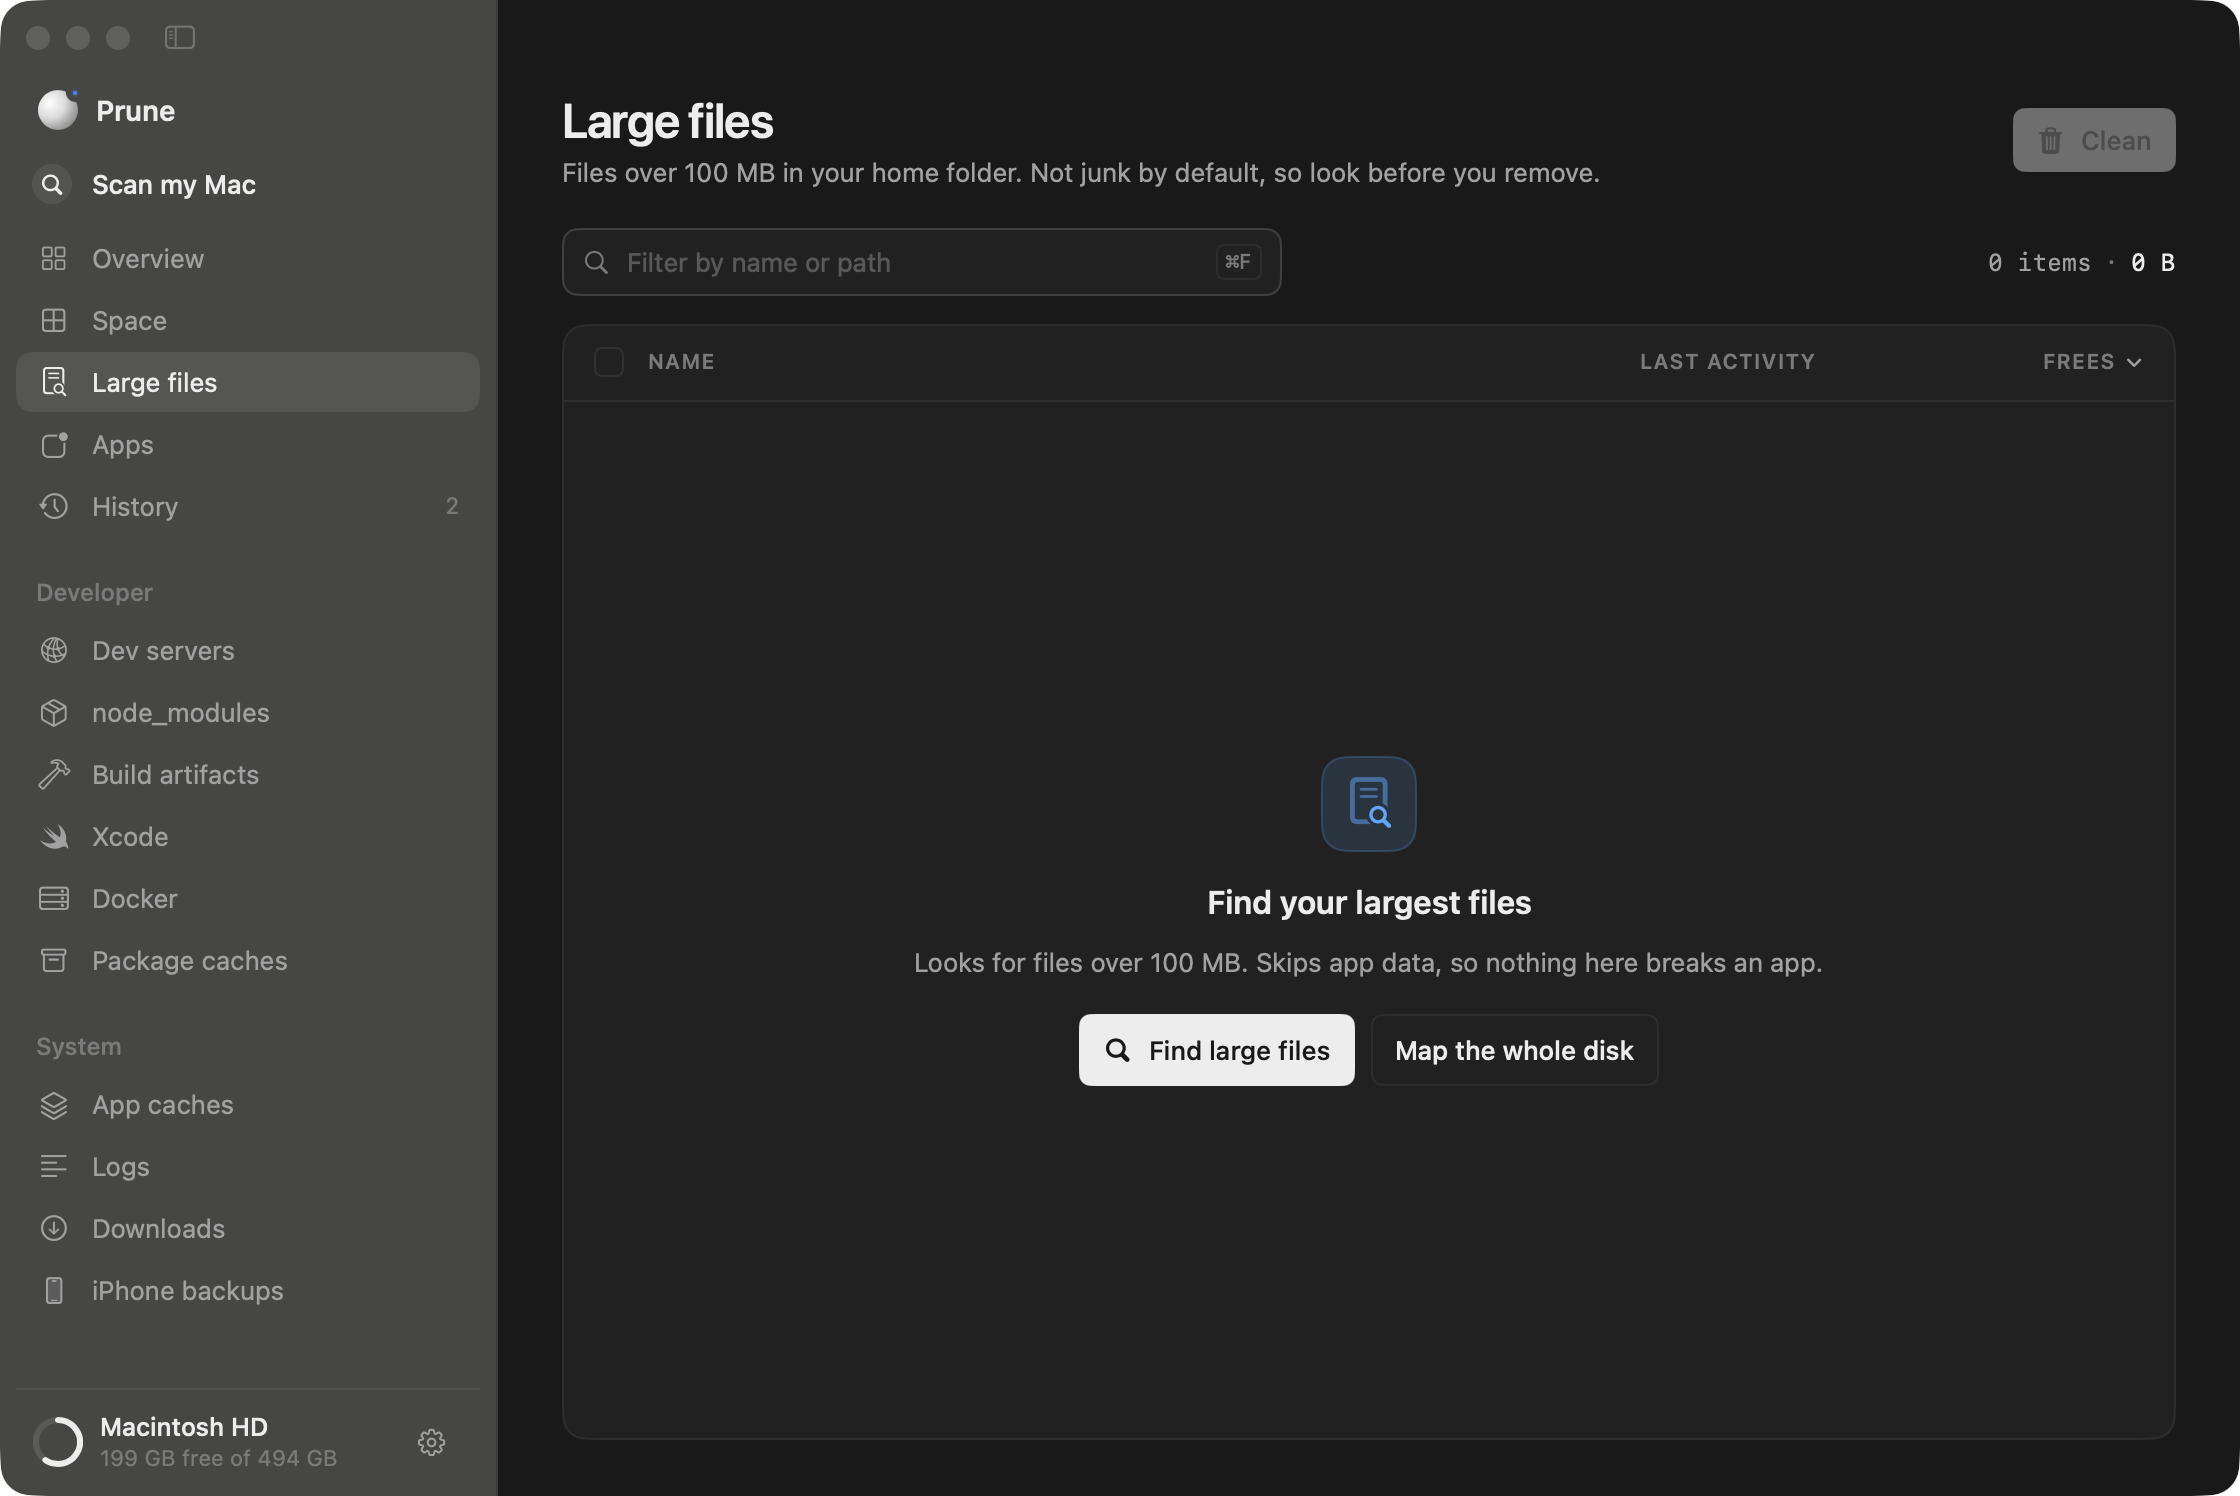 Prune
Scan my Mac
Overview
Space
Large files
Apps
History 2
Developer
Dev servers
node_modules
Build artifacts
Xcode
Docker
Package caches
System
App caches
Logs
Downloads
iPhone backups
Macintosh HD
199 GB free of 494 GB
Large files
Files over 100 MB in your home folder. Not junk by default, so look before you remove.
Clean
Filter by name or path ⌘F
0 items · 0 B
NAME LAST ACTIVITY FREES
Find your largest files
Looks for files over 100 MB. Skips app data, so nothing here breaks an app.
Find large files Map the whole disk